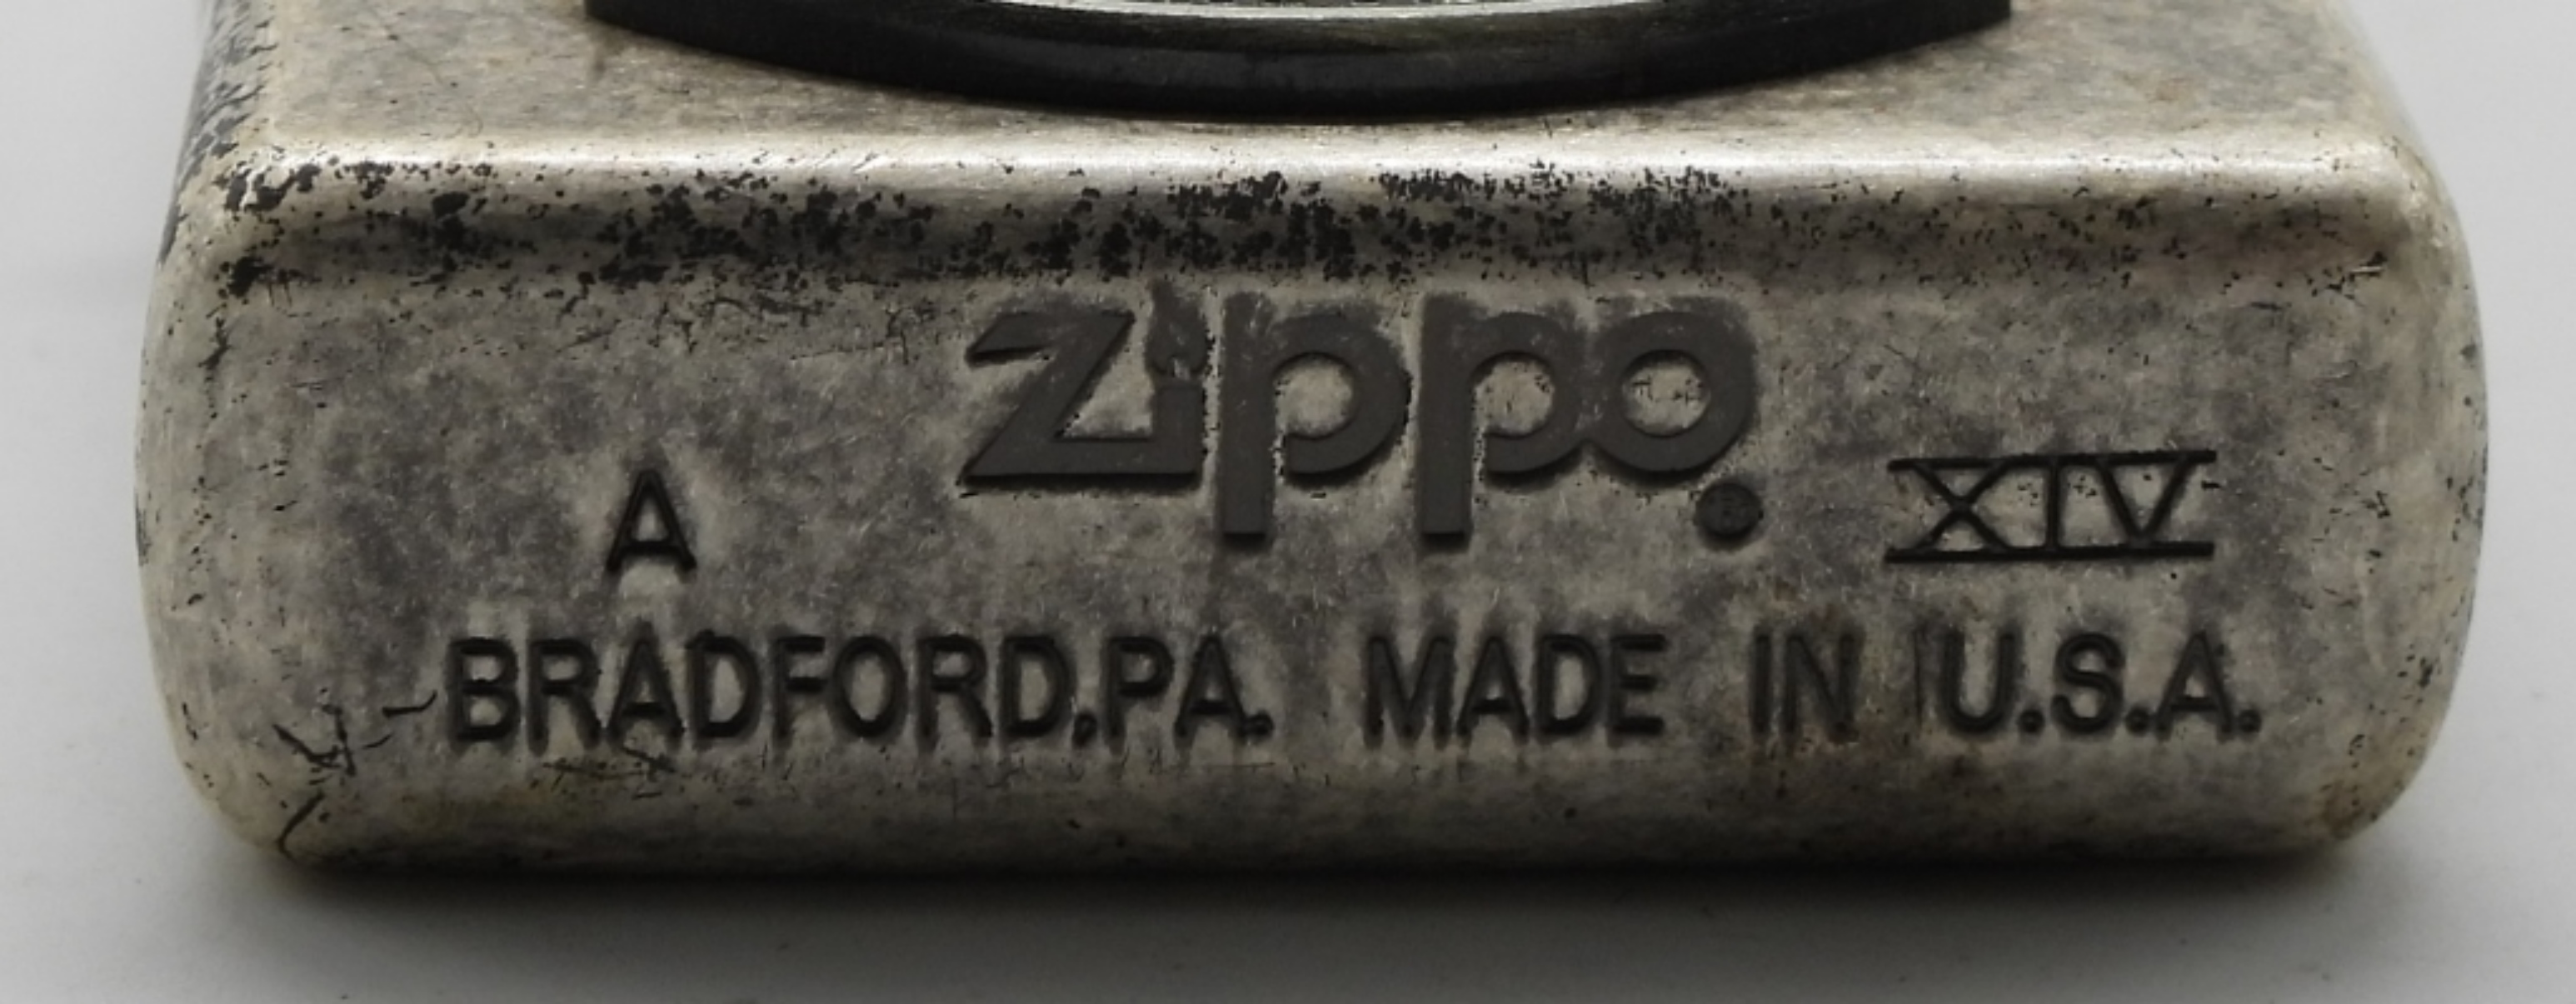 A zippo® XIV
BRADFORD,PA. MADE IN U.S.A.